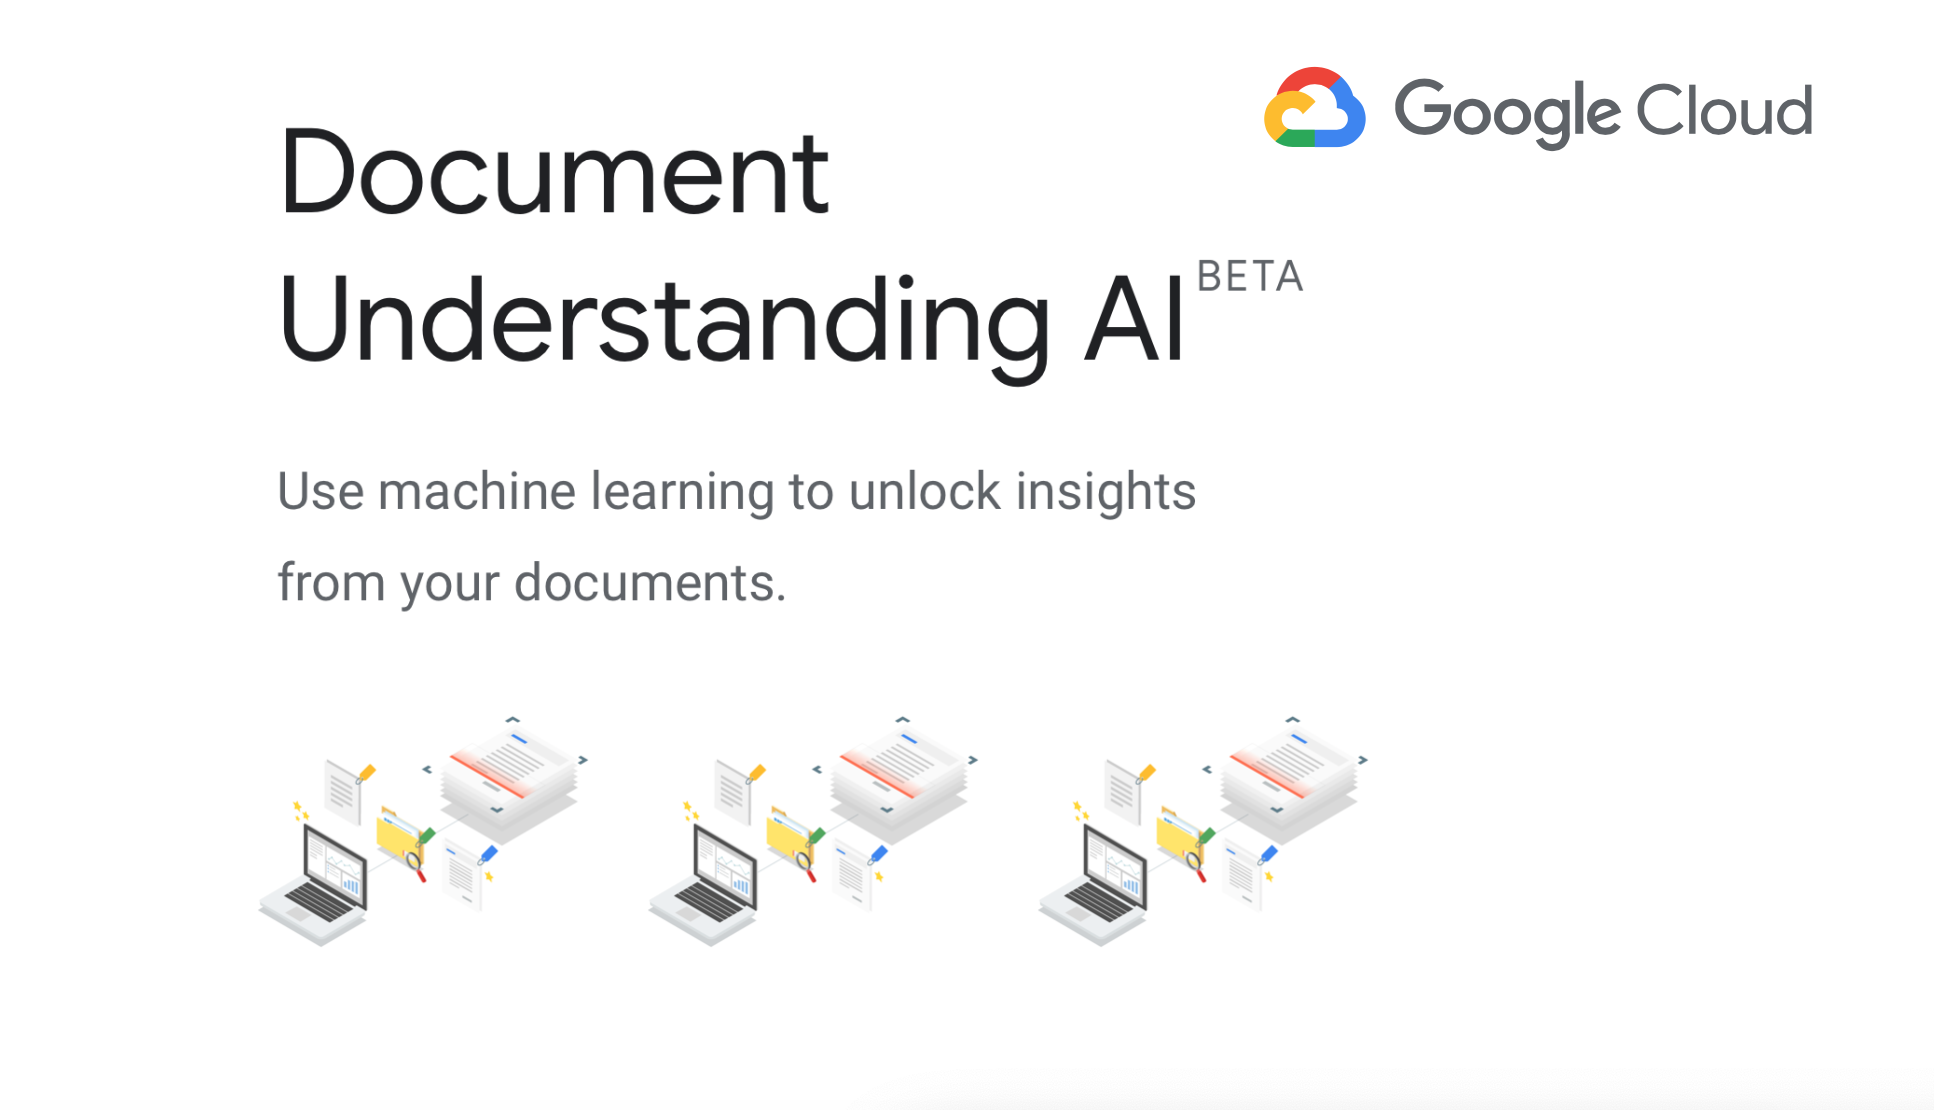 Google Cloud
Document
Understanding AI BETA
Use machine learning to unlock insights
from your documents.